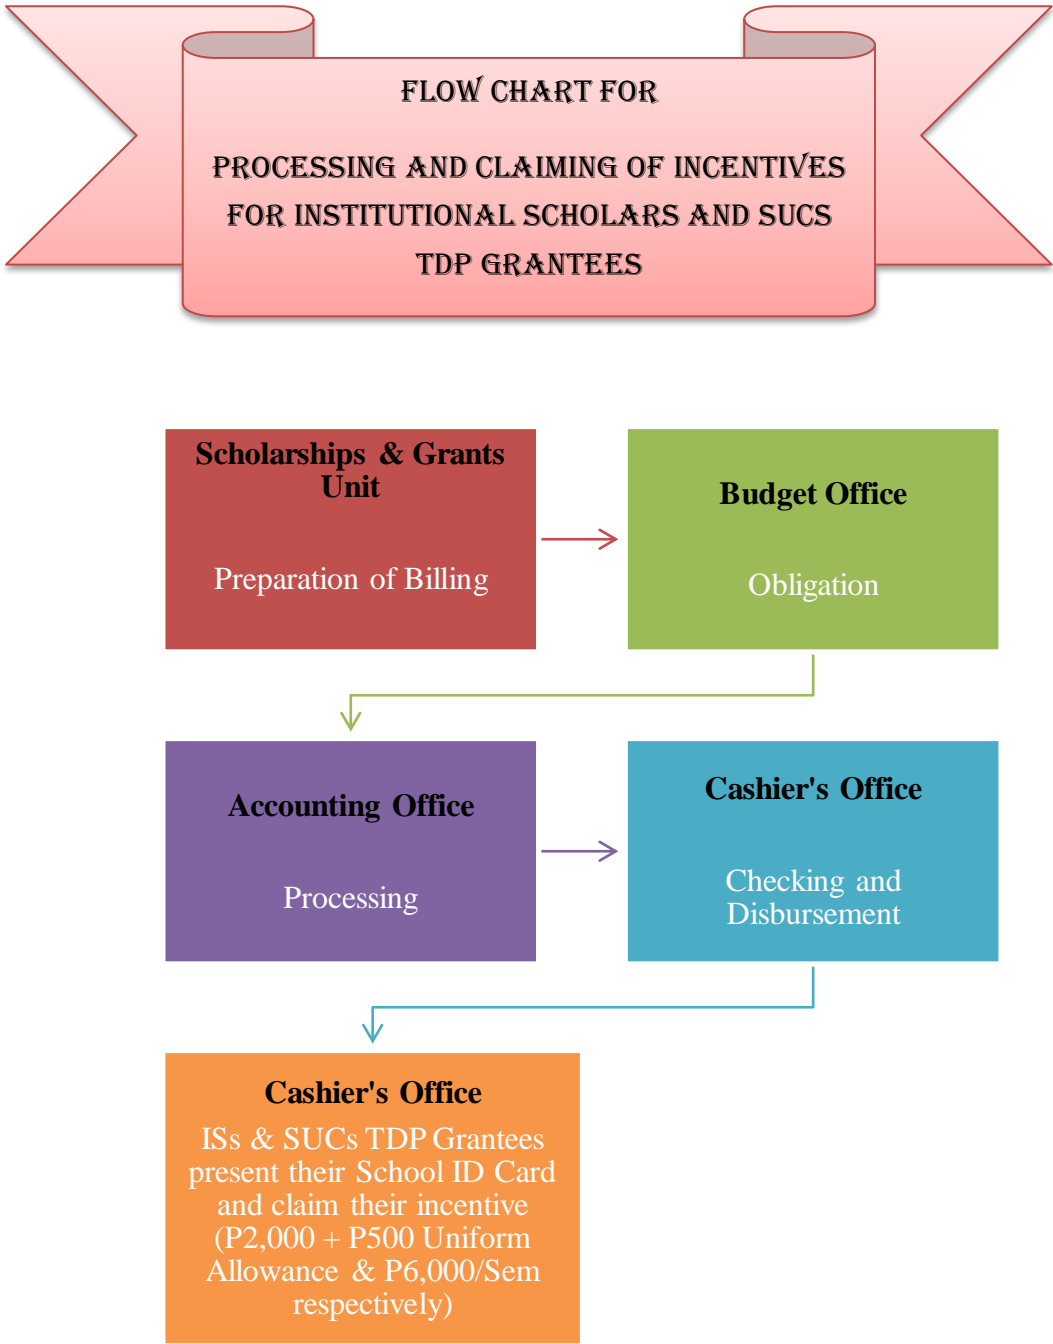 FLOW CHART FOR
PROCESSING AND CLAIMING OF INCENTIVES
FOR INSTITUTIONAL SCHOLARS AND SUCS
TDP GRANTEES
Scholarships & Grants
Unit
Preparation of Billing
Budget Office
Obligation
Accounting Office
Processing
Cashier's Office
Checking and
Disbursement
Cashier's Office
ISs & SUCs TDP Grantees
present their School ID Card
and claim their incentive
(P2,000 + P500 Uniform
Allowance & P6,000/Sem
respectively)